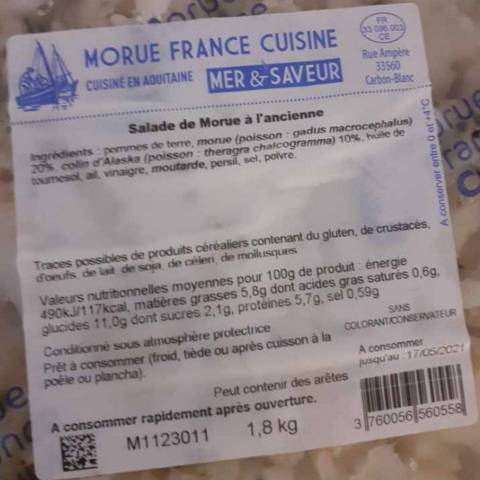 MORUE FRANCE CUISINE
CUISINÉ EN AQUITAINE
MER & SAVEUR
FR
33 096 003
CE
Rue Ampère
33560
Carbon-Blanc
Salade de Morue à l'ancienne
Ingrédients : pommes de terre, morue (poisson : gadus macrocephalus)
20%, colin d'Alaska (poisson : theragra chalcogramma) 10%, huile de
tournesol, ail, vinaigre, moutarde, persil, sel, poivre.
A conserver entre 0 et +4°C
Traces possibles de produits céréaliers contenant du gluten, de crustacés,
d'oeufs, de lait, de soja, de céleri, de mollusques
Valeurs nutritionnelles moyennes pour 100g de produit : énergie
490kJ/117kcal, matières grasses 5,8g dont acides gras saturés 0,6g,
glucides 11,0g dont sucres 2,1g, protéines 5,7g, sel 0,59g
Conditionné sous atmosphère protectrice
Prêt à consommer (froid, tiède ou après cuisson à la
poêle ou plancha).
SANS
COLORANT/CONSERVATEUR
A consommer
jusqu'au : 17/05/2021
Peut contenir des arêtes
A consommer rapidement après ouverture.
M1123011
1,8 kg
3 760056 560558